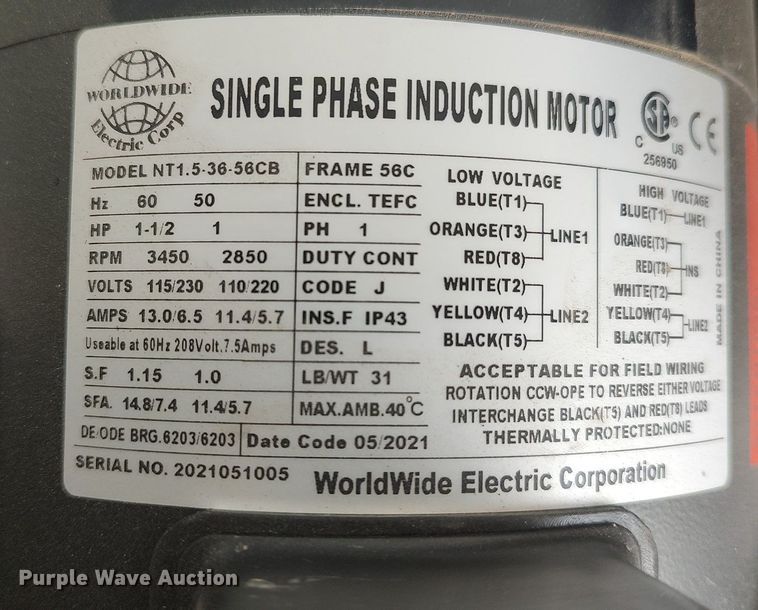 WORLDWIDE
Electric Corp
SINGLE PHASE INDUCTION MOTOR
C US
256950
MODEL NT1.5-36-56CB
Hz 60 50
HP 1-1/2 1
RPM 3450 2850
VOLTS 115/230 110/220
AMPS 13.0/6.5 11.4/5.7
Useable at 60Hz 208Volt.7.5Amps
S.F 1.15 1.0
SFA. 14.8/7.4 11.4/5.7
DE/ODE BRG.6203/6203
SERIAL NO. 2021051005
FRAME 56C
ENCL. TEFC
PH 1
DUTY CONT
CODE J
INS.F IP43
DES. L
LB/WT 31
MAX.AMB.40°C
Date Code 05/2021
LOW VOLTAGE
BLUE(T1)
ORANGE(T3) LINE1
RED(T8)
WHITE(T2)
YELLOW(T4) LINE2
BLACK(T5)
HIGH VOLTAGE
BLUE(T1) LINE1
ORANGE(T3)
RED(T8) INS
WHITE(T2)
YELLOW(T4) LINE2
BLACK(T5)
MADE IN CHINA
ACCEPTABLE FOR FIELD WIRING
ROTATION CCW-OPE TO REVERSE EITHER VOLTAGE
INTERCHANGE BLACK(T5) AND RED(T8) LEADS
THERMALLY PROTECTED:NONE
WorldWide Electric Corporation
Purple Wave Auction